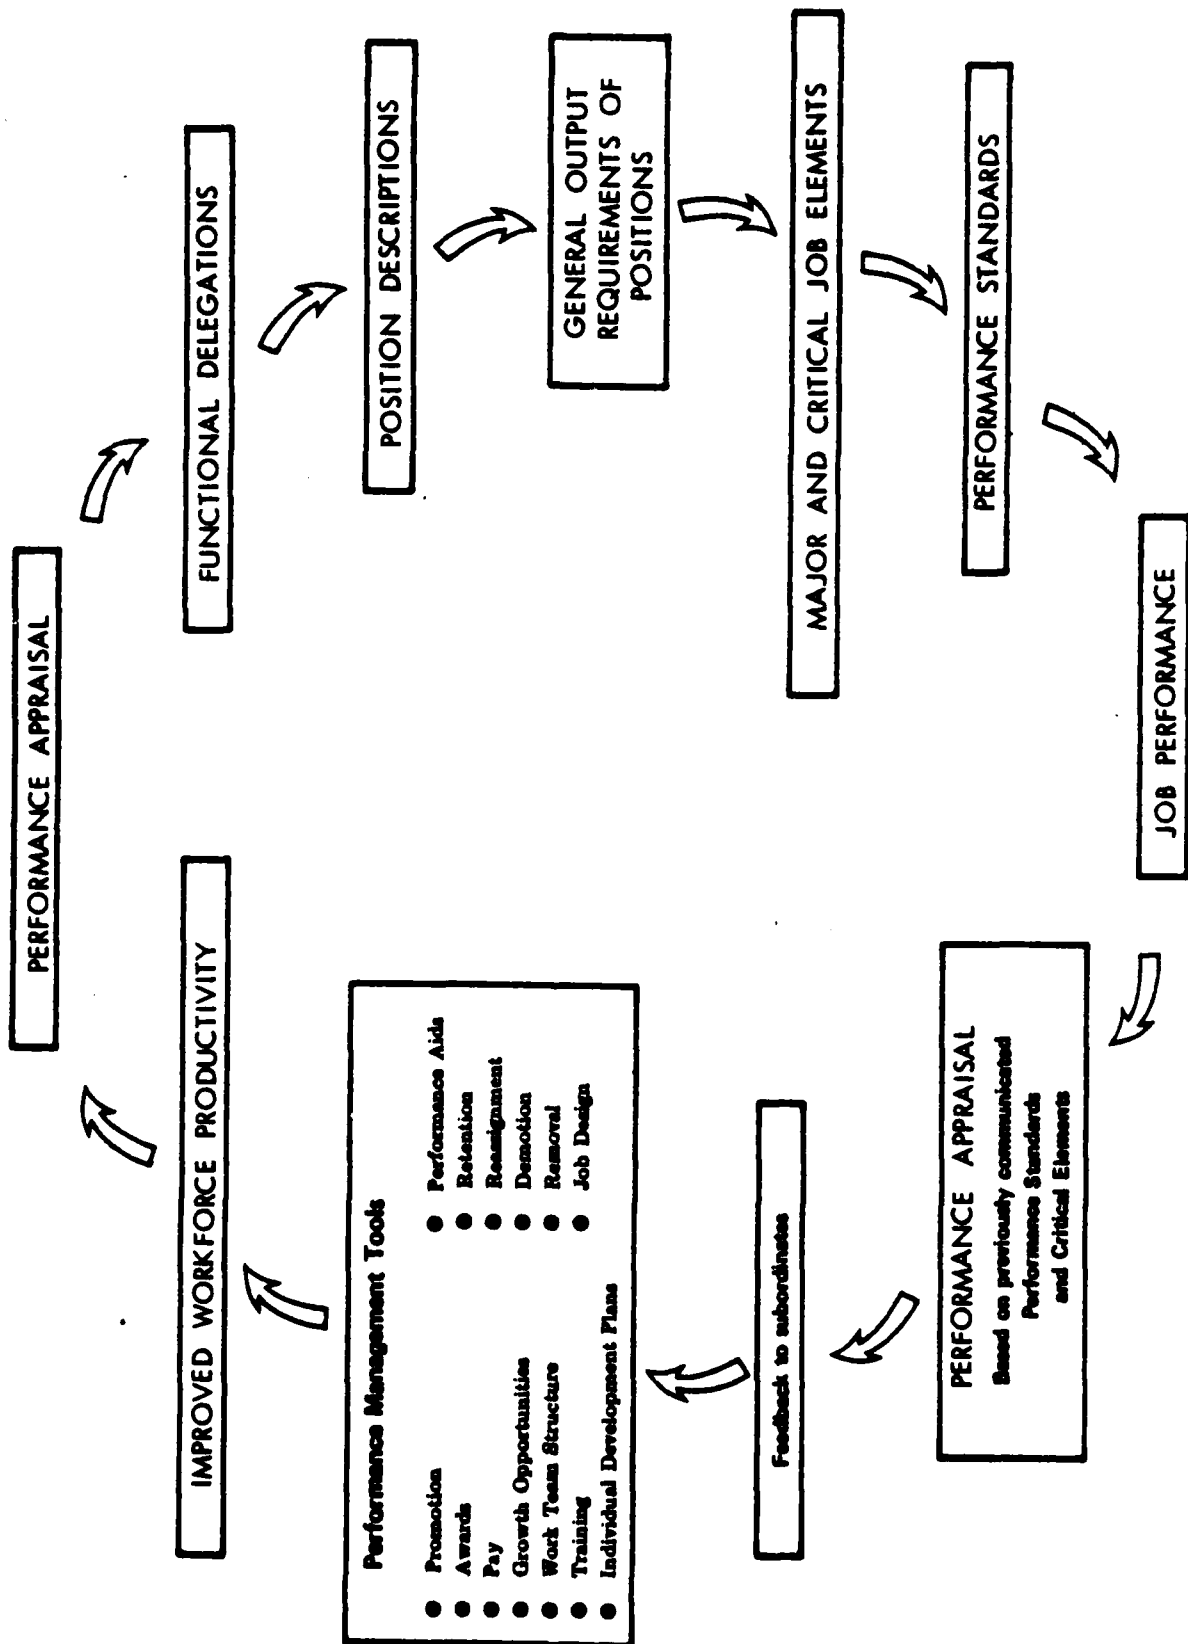 PERFORMANCE APPRAISAL
FUNCTIONAL DELEGATIONS
POSITION DESCRIPTIONS
GENERAL OUTPUT
REQUIREMENTS OF
POSITIONS
MAJOR AND CRITICAL JOB ELEMENTS
PERFORMANCE STANDARDS
JOB PERFORMANCE
PERFORMANCE APPRAISAL
Based on previously communicated
Performance Standards
and Critical Elements
Feedback to subordinates
Performance Management Tools
● Promotion
● Awards
● Pay
● Growth Opportunities
● Work Team Structure
● Training
● Individual Development Plans
● Performance Aids
● Retention
● Reassignment
● Demotion
● Removal
● Job Design
IMPROVED WORKFORCE PRODUCTIVITY